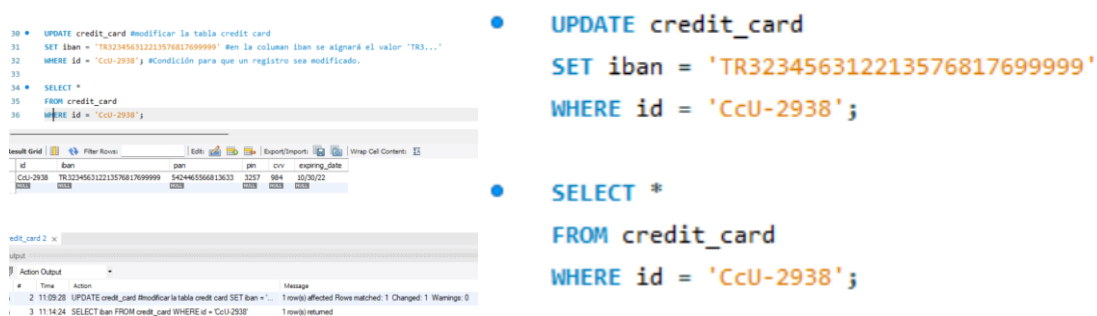 30 UPDATE credit_card #modificar la tabla credit card
31 SET iban = 'TR323456312213576817699999' #en la columan iban se aignará el valor 'TR3...'
32 WHERE id = 'CcU-2938'; #Condición para que un registro sea modificado.
33
34 SELECT *
35 FROM credit_card
36 WHERE id = 'CcU-2938';
Result Grid Filter Rows: Edit: Export/Import: Wrap Cell Content:
id iban pan pin cvv expiring_date
CcU-2938 TR323456312213576817699999 5424465566813633 3257 984 10/30/22
NULL NULL NULL NULL NULL NULL
redit_card 2 ×
utput
Action Output
# Time Action Message
2 11:09:28 UPDATE credit_card #modificar la tabla credit card SET iban = '... 1 row(s) affected Rows matched: 1 Changed: 1 Warnings: 0
3 11:14:24 SELECT iban FROM credit_card WHERE id = 'CcU-2938' 1 row(s) returned
UPDATE credit_card
SET iban = 'TR323456312213576817699999'
WHERE id = 'CcU-2938';
SELECT *
FROM credit_card
WHERE id = 'CcU-2938';